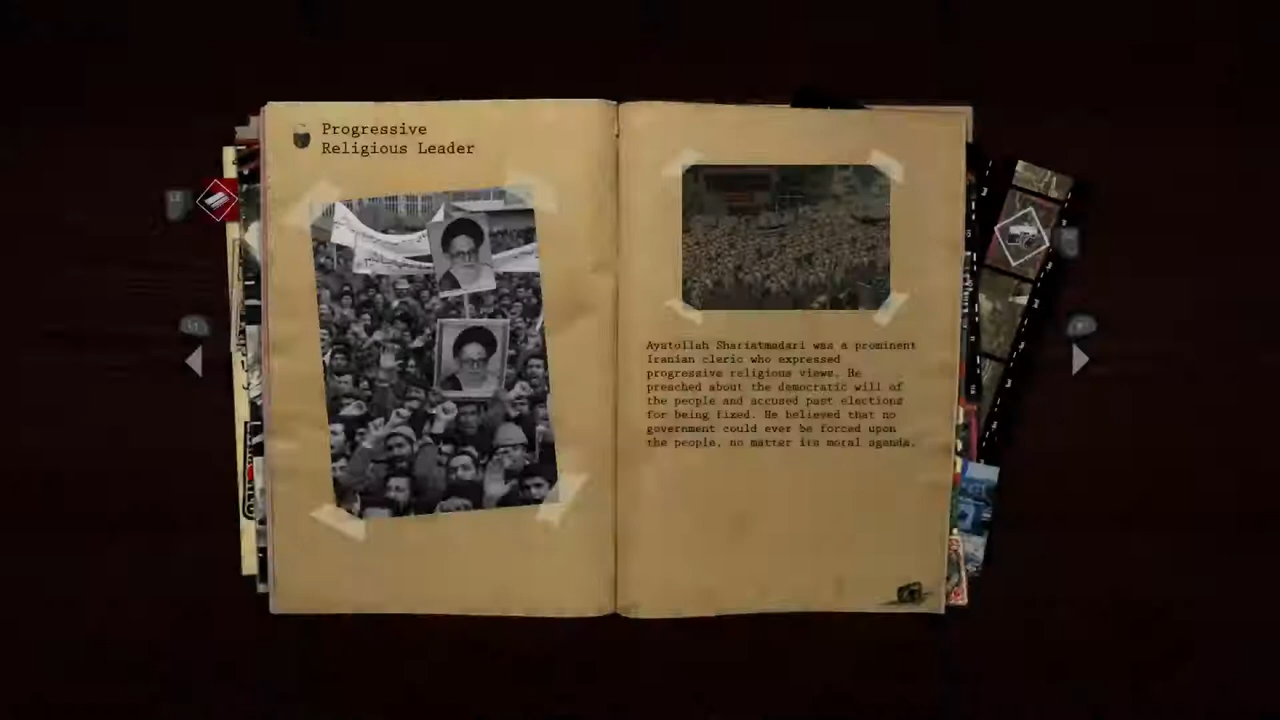 Progressive
Religious Leader
Ayatollah Shariatmadari was a prominent
Iranian cleric who expressed
progressive religious views. He
preached about the democratic will of
the people and accused past elections
for being fixed. He believed that no
government could ever be forced upon
the people, no matter its moral agenda.